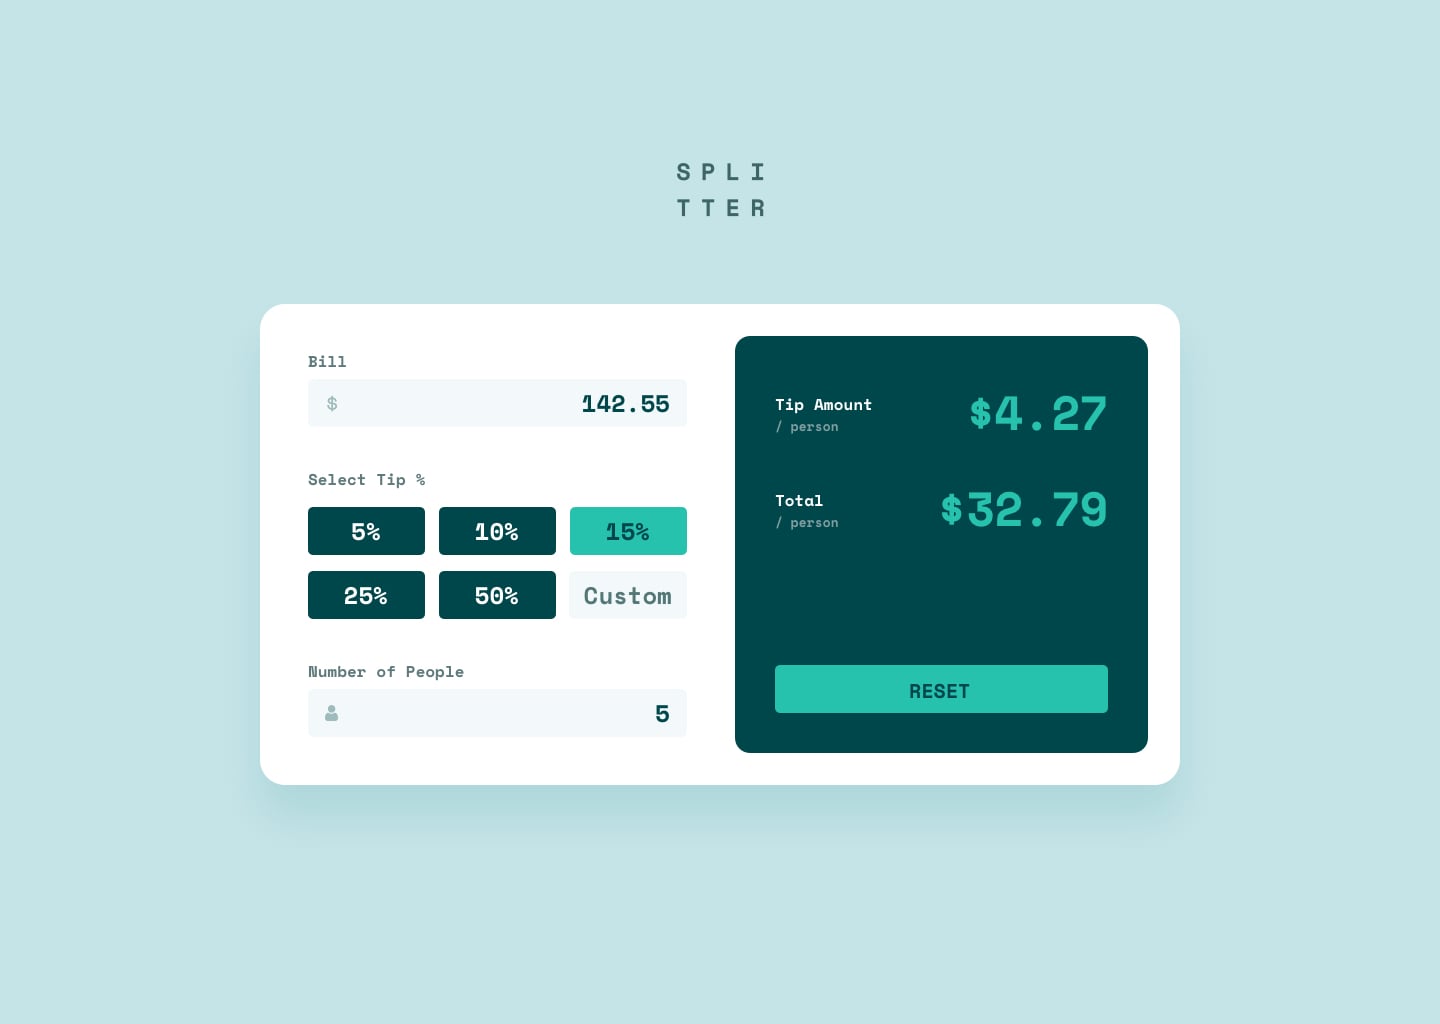 SPLI
TTER
Bill
$ 142.55
Select Tip %
5% 10% 15%
25% 50% Custom
Number of People
5
Tip Amount
/ person
$4.27
Total
/ person
$32.79
RESET